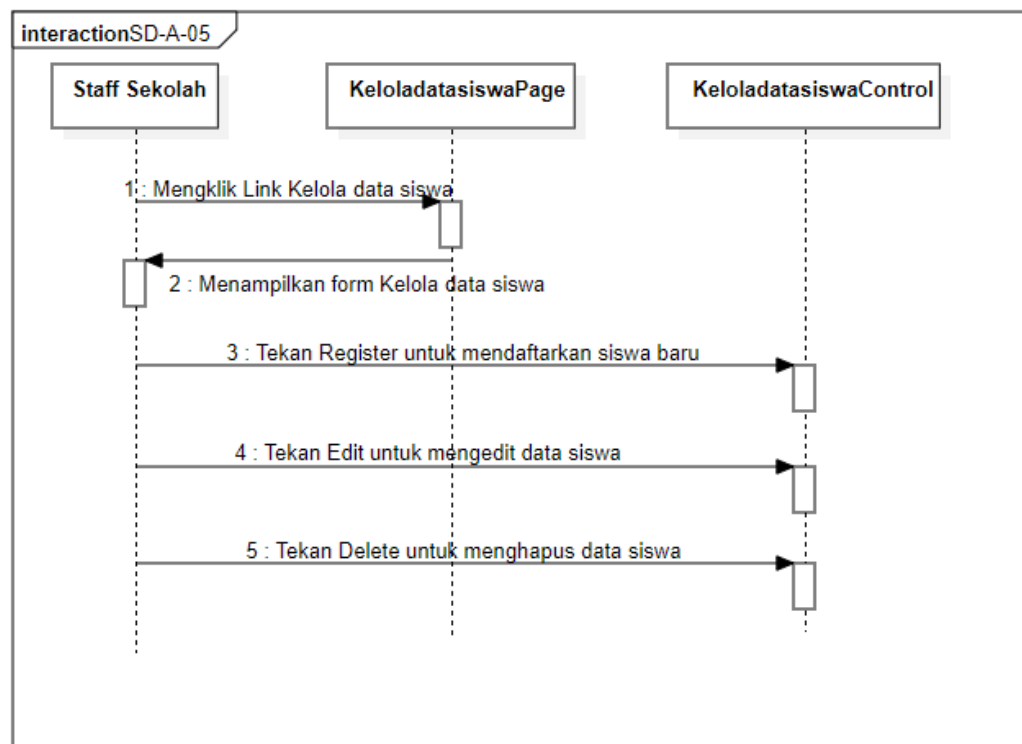 interactionSD-A-05
Staff Sekolah
KeloladatasiswaPage
KeloladatasiswaControl
1 : Mengklik Link Kelola data siswa
2 : Menampilkan form Kelola data siswa
3 : Tekan Register untuk mendaftarkan siswa baru
4 : Tekan Edit untuk mengedit data siswa
5 : Tekan Delete untuk menghapus data siswa